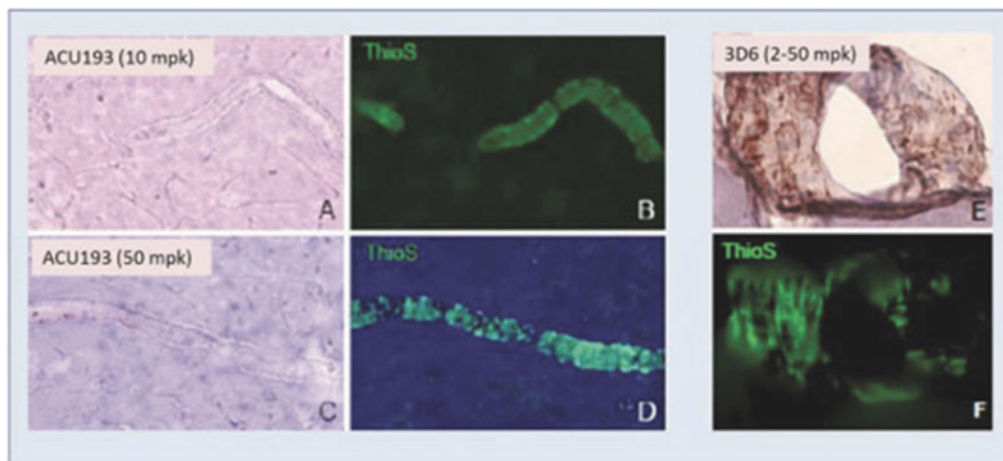 ACU193 (10 mpk)
A
ThioS
B
3D6 (2-50 mpk)
E
ACU193 (50 mpk)
C
ThioS
D
ThioS
F